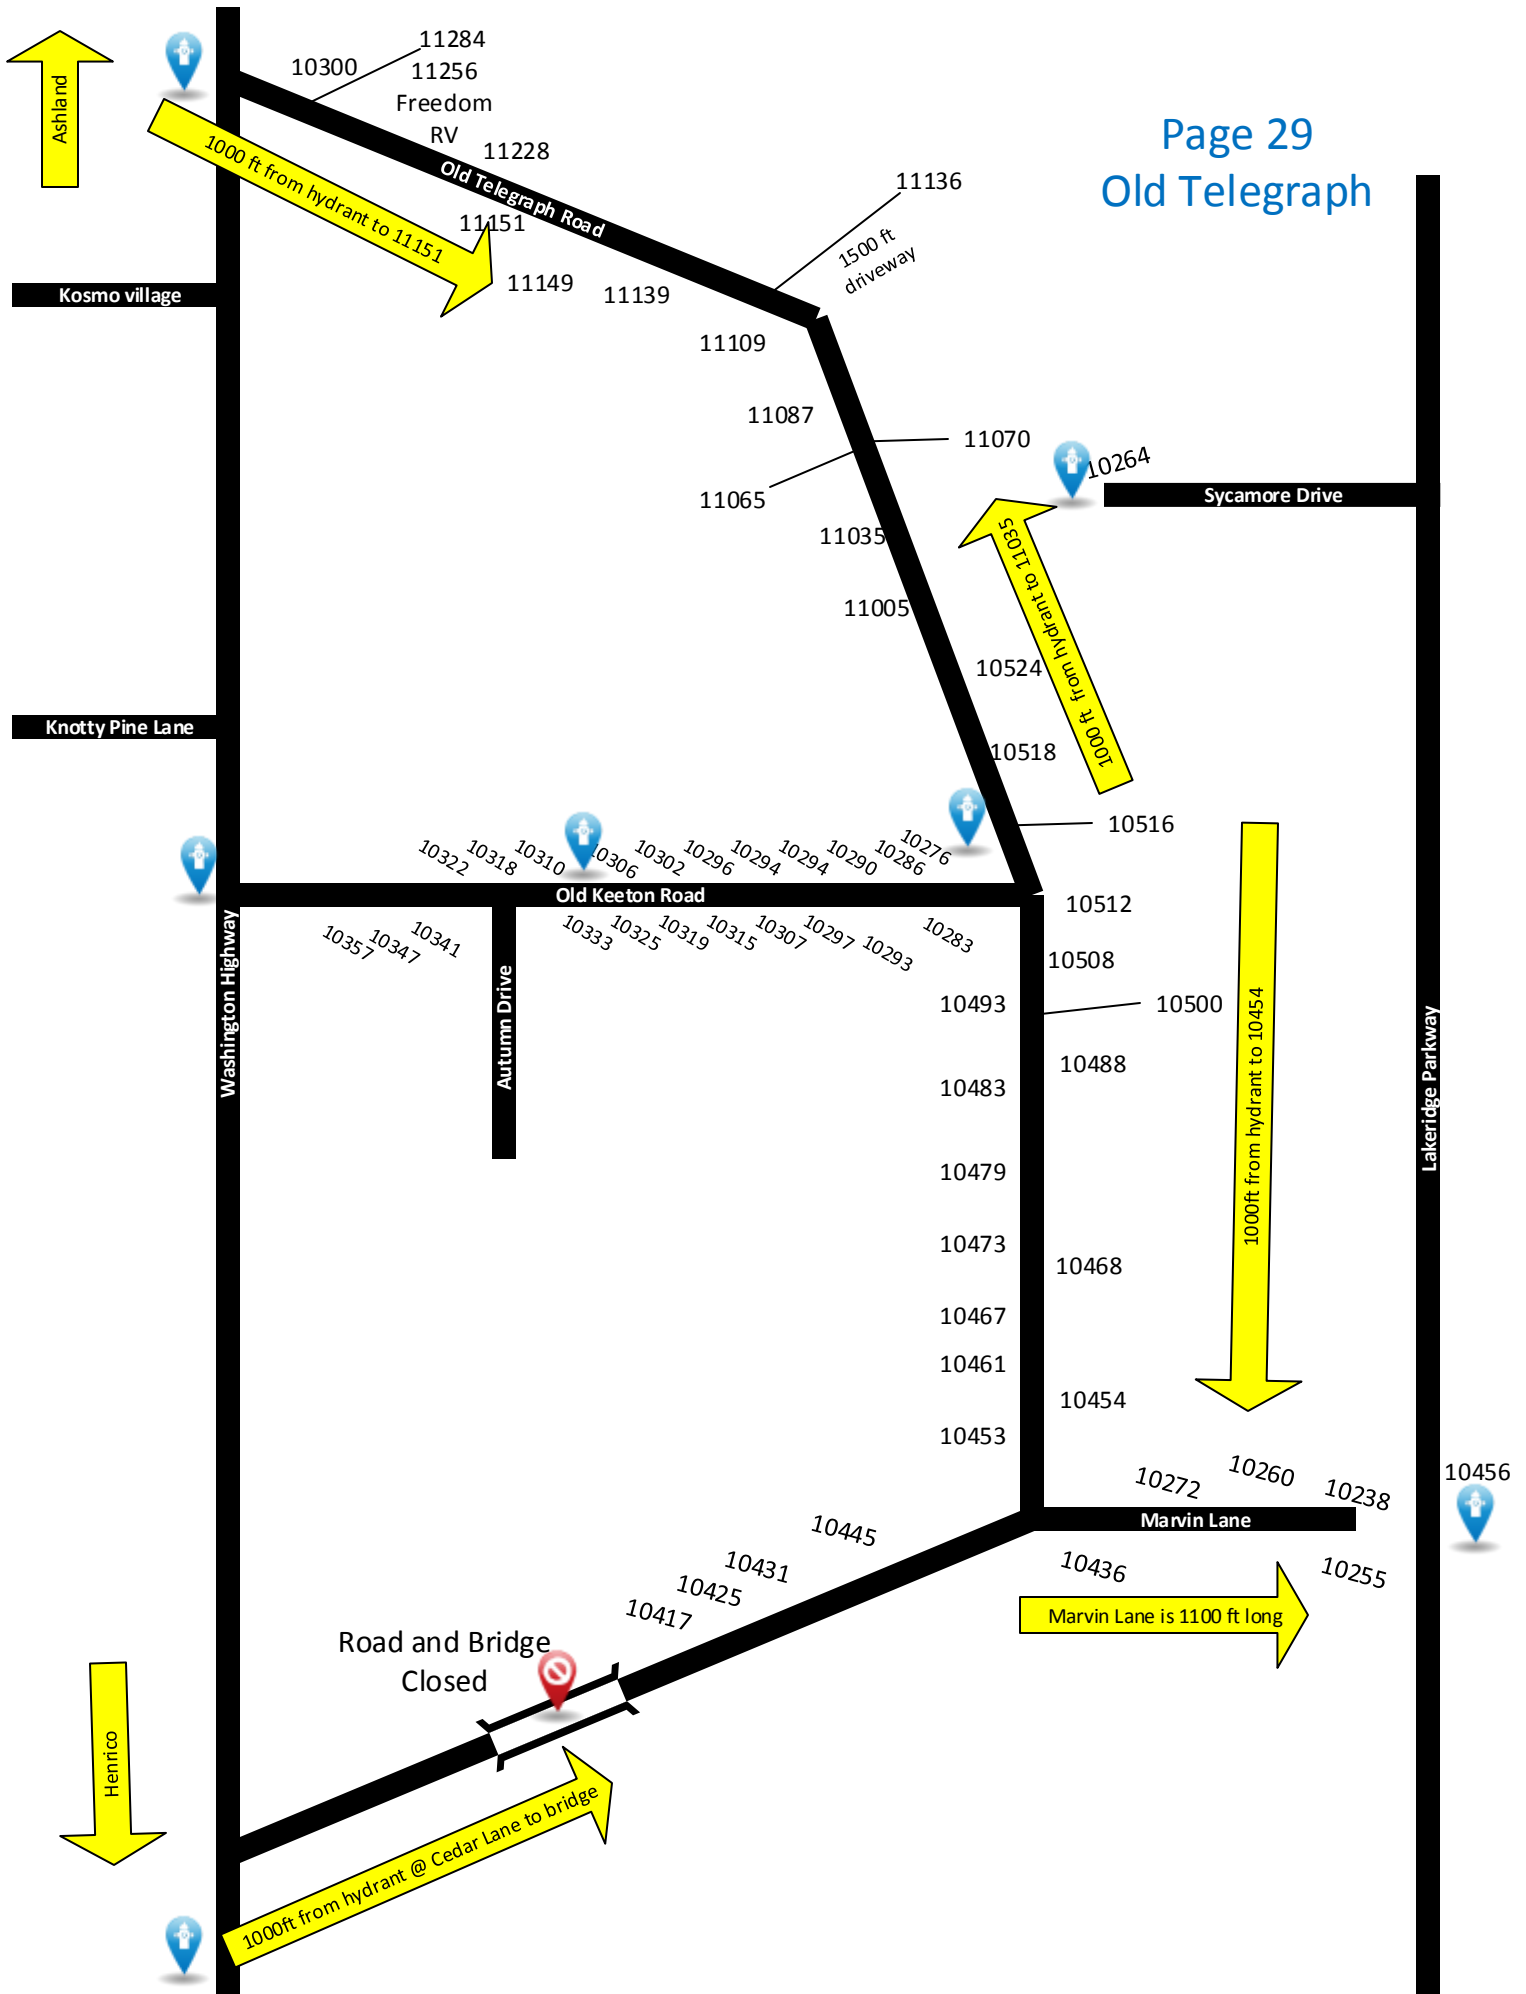 Page 29
Old Telegraph
Ashland
10300
11284
11256
Freedom
RV
11228
Old Telegraph Road
1000 ft from hydrant to 11151
11151
11149
11139
11136
1500 ft
driveway
11109
Kosmo village
11087
11070
11065
10264
Sycamore Drive
11035
11005
1000 ft from hydrant to 11035
10524
10518
Knotty Pine Lane
10516
10322
10318
10310
10306
10302
10296
10294
10294
10290
10286
10276
Old Keeton Road
10357
10347
10341
10333
10325
10319
10315
10307
10297
10293
10283
10512
10508
10493
10500
Washington Highway
Autumn Drive
10488
10483
1000ft from hydrant to 10454
Lakeridge Parkway
10479
10473
10468
10467
10461
10454
10453
10272
10260
10238
10456
Marvin Lane
10445
10431
10425
10417
10436
10255
Marvin Lane is 1100 ft long
Road and Bridge
Closed
Henrico
1000ft from hydrant @ Cedar Lane to bridge